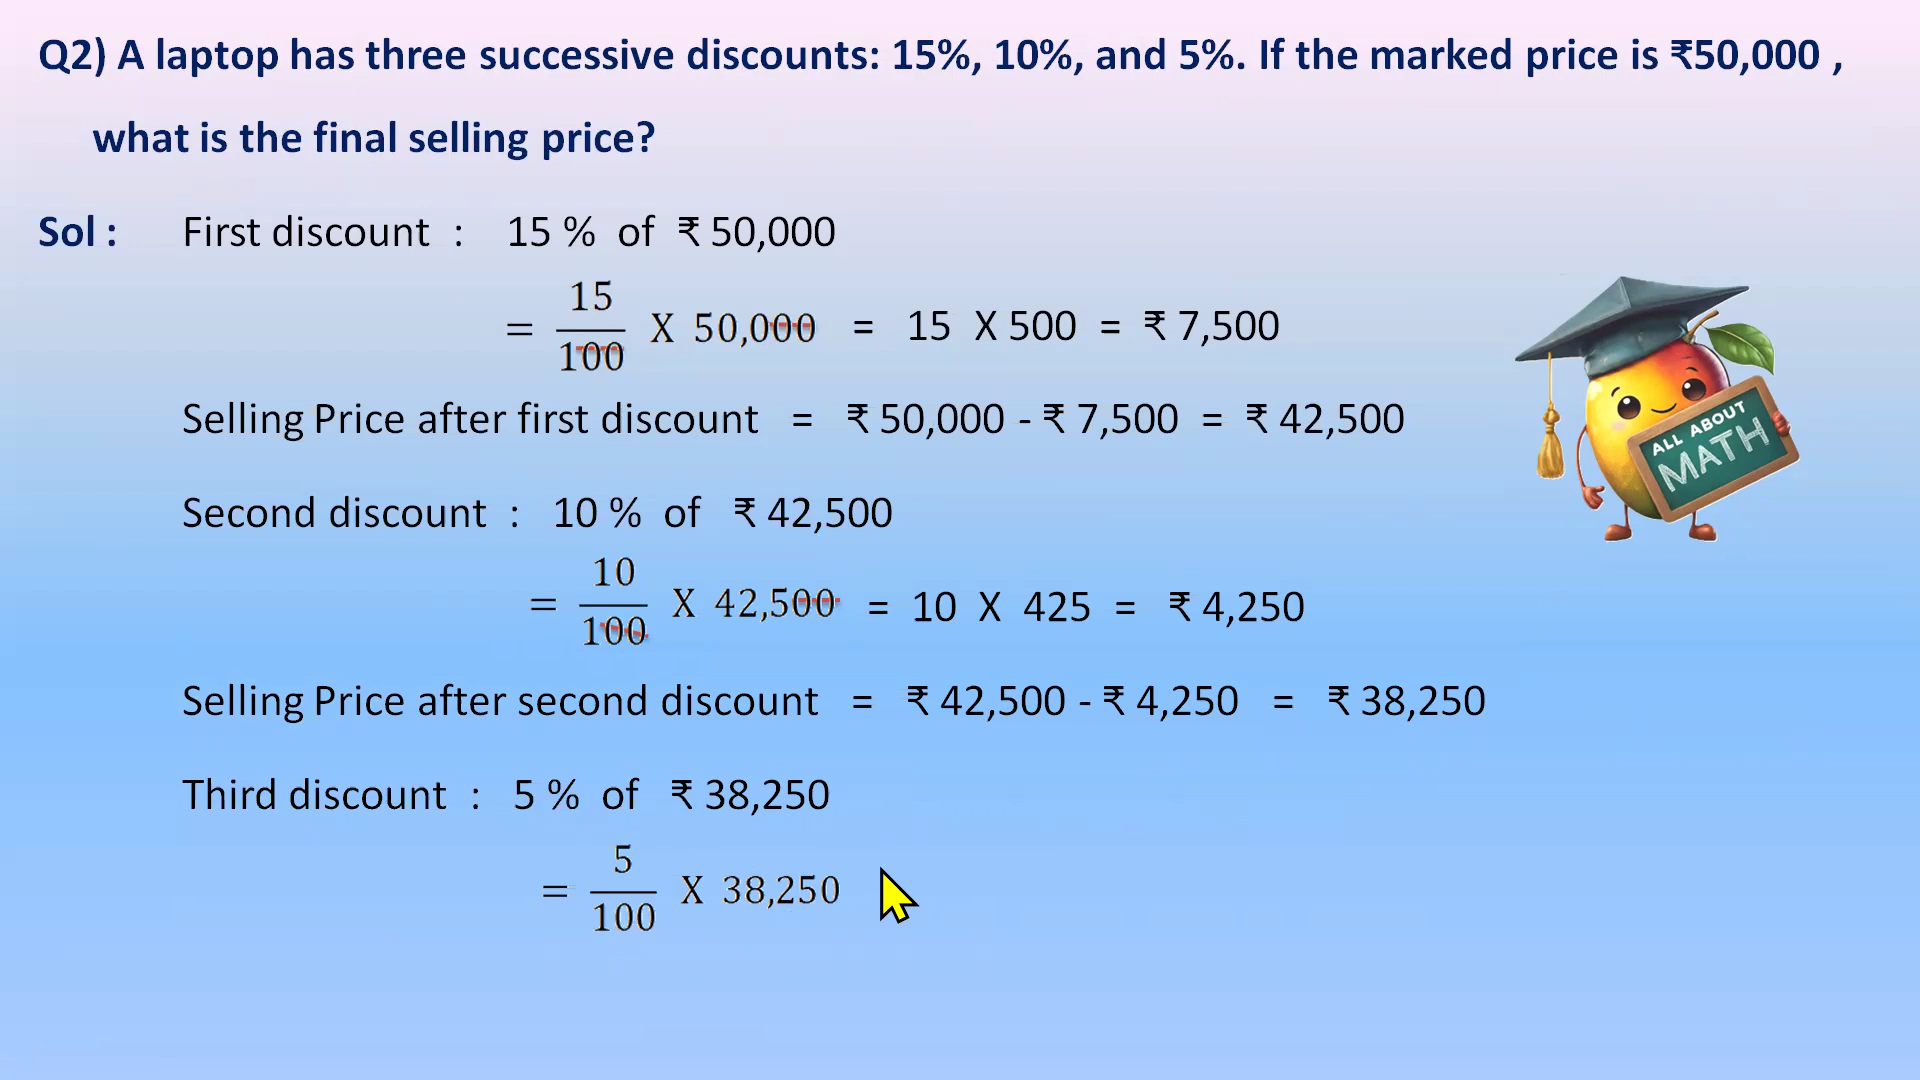 Q2) A laptop has three successive discounts: 15%, 10%, and 5%. If the marked price is ₹50,000 ,
what is the final selling price?
Sol : First discount : 15 % of ₹ 50,000
= 15/100 X 50,000 = 15 X 500 = ₹ 7,500
Selling Price after first discount = ₹ 50,000 - ₹ 7,500 = ₹ 42,500
ALL ABOUT
MATH
Second discount : 10 % of ₹ 42,500
= 10/100 X 42,500 = 10 X 425 = ₹ 4,250
Selling Price after second discount = ₹ 42,500 - ₹ 4,250 = ₹ 38,250
Third discount : 5 % of ₹ 38,250
= 5/100 X 38,250